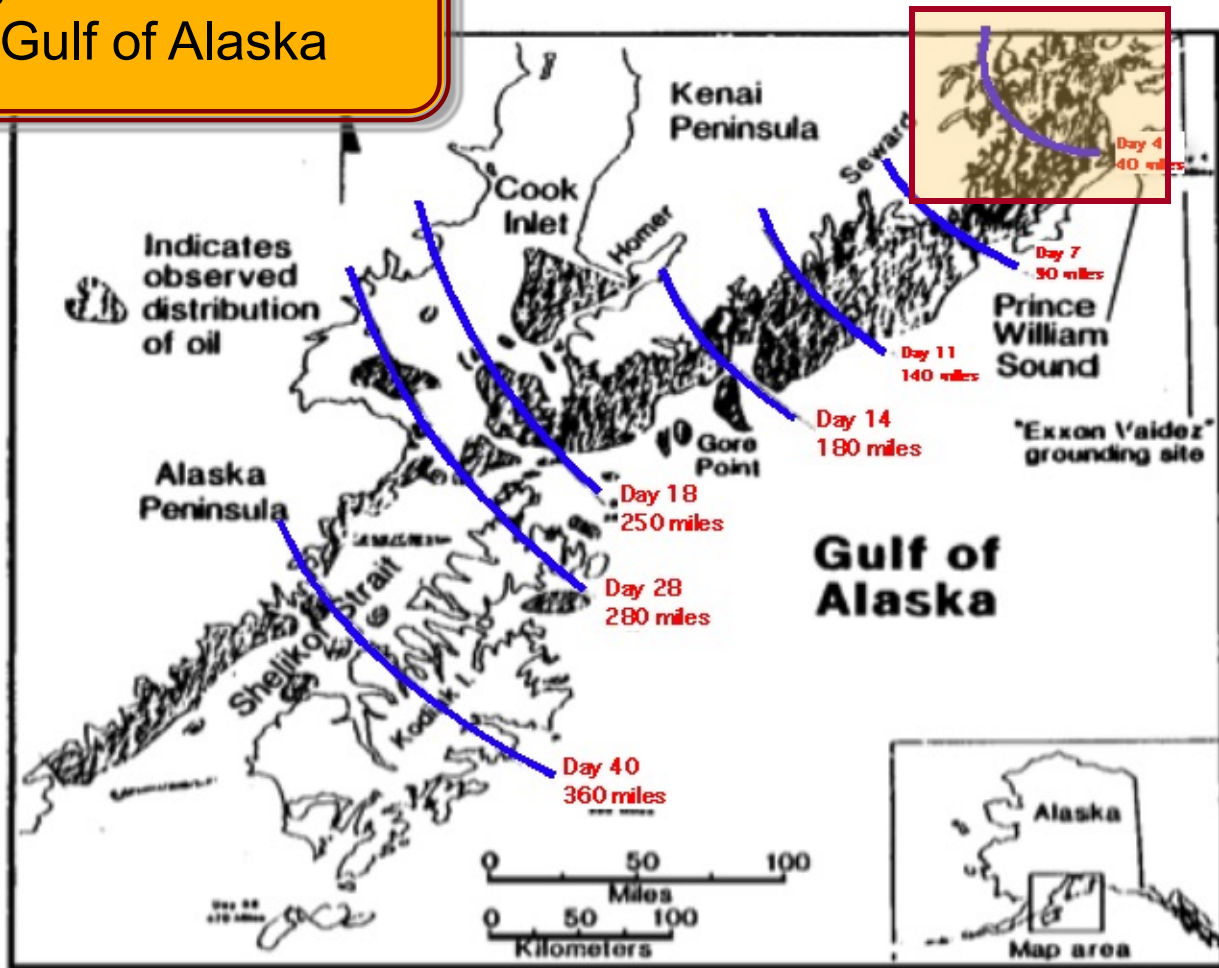 Gulf of Alaska
Kenai
Peninsula
Seward
Day 4
40 miles
Cook
Inlet
Homer
Indicates
observed
distribution
of oil
Day 7
90 miles
Prince
William
Sound
Day 11
140 miles
Day 14
180 miles
"Exxon Valdez"
grounding site
Gore
Point
Alaska
Peninsula
Day 18
250 miles
Gulf of
Alaska
Day 28
280 miles
Sheljko Strait
Kodiak I.
Day 40
360 miles
0 50 100
Miles
0 50 100
Kilometers
Alaska
Map area